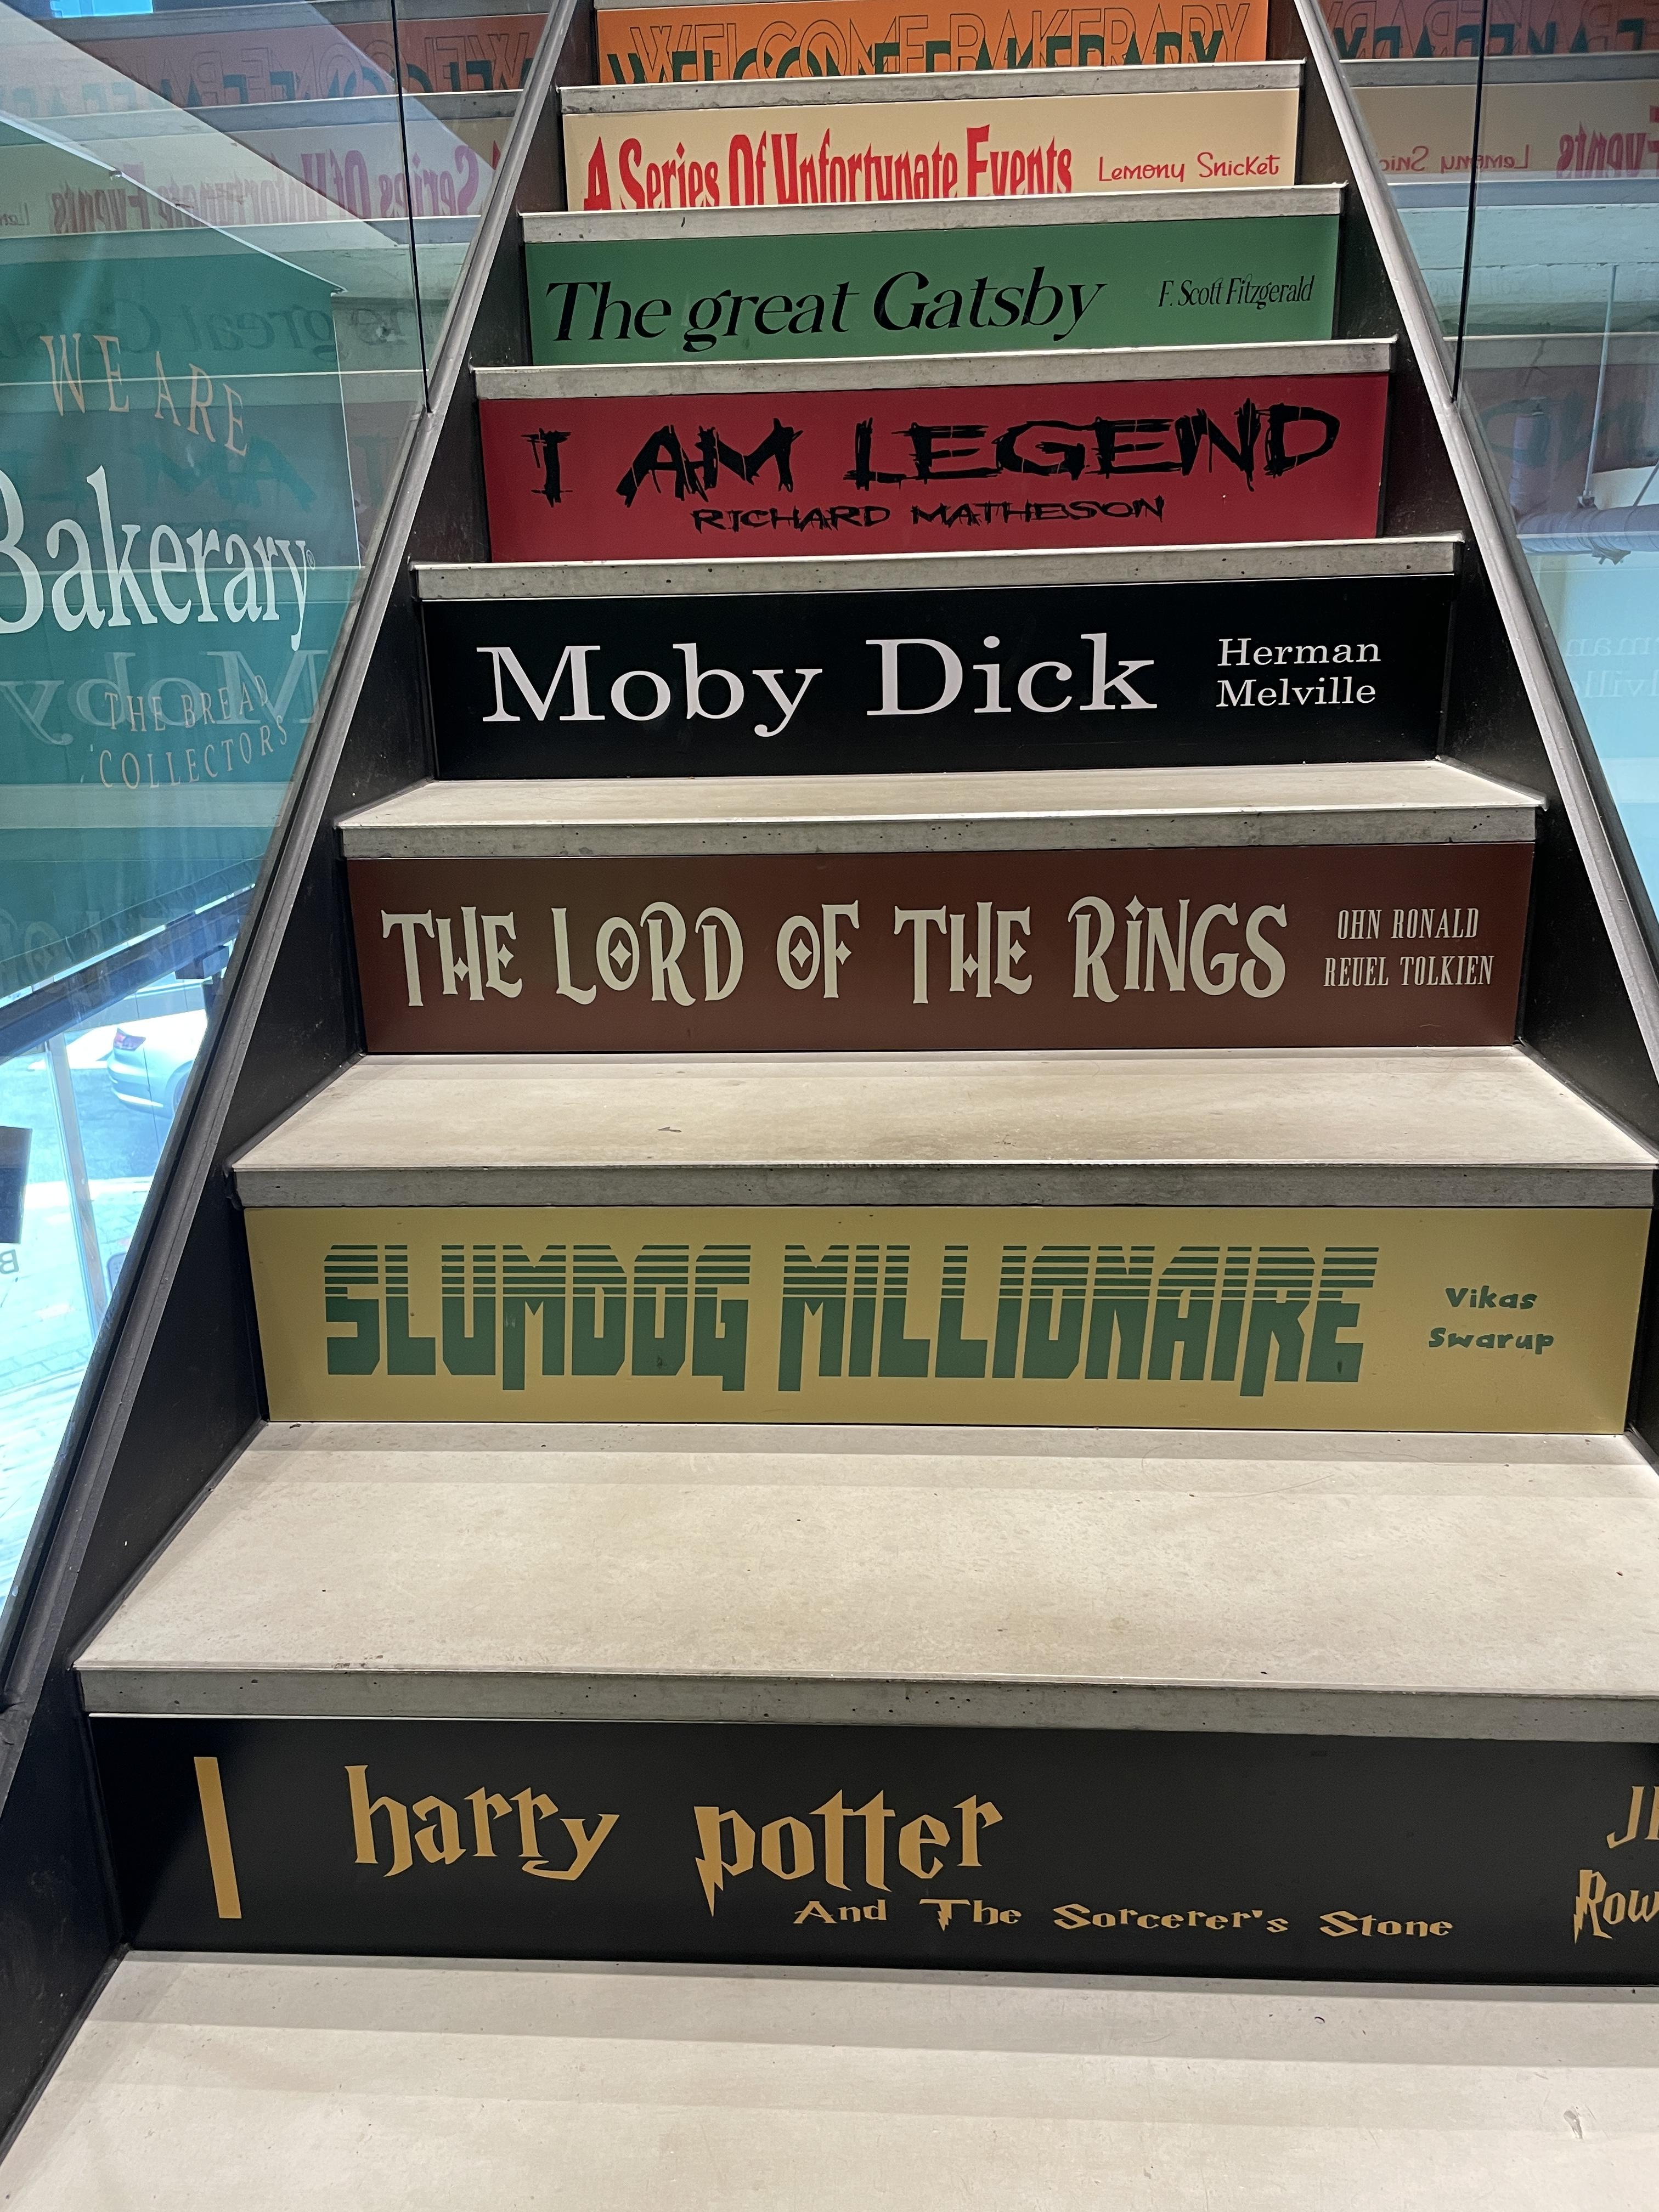 WELCOME BAKERARY
A Series Of Unfortunate Events Lemony Snicket
The great Gatsby F. Scott Fitzgerald
I AM LEGEND
RICHARD MATHESON
Moby Dick Herman
Melville
THE LORD OF THE RINGS OHN RONALD
REUEL TOLKIEN
SLUMDOG MILLIONAIRE Vikas
Swarup
harry potter
And The Sorcerer's Stone
WE ARE
Bakerary®
THE BREAD
COLLECTORS